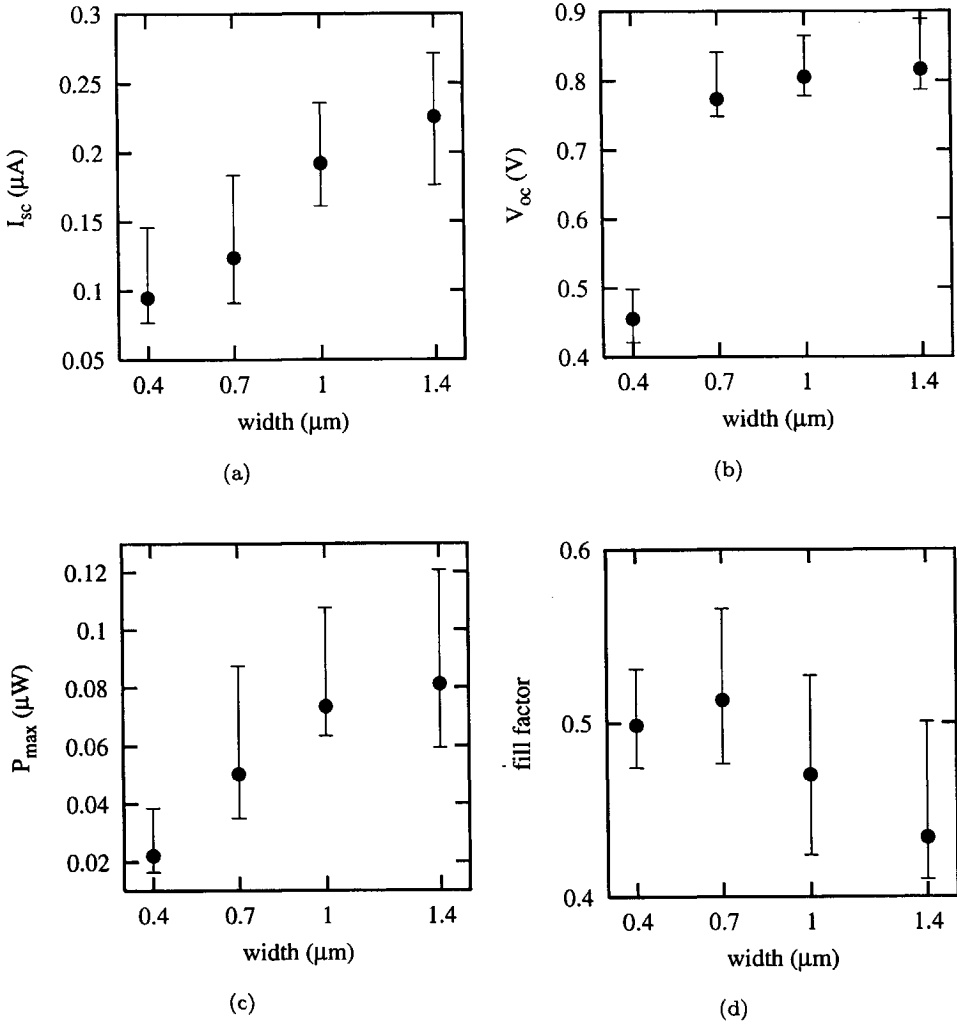 0.3
0.25
0.2
0.15
0.1
0.05
I_sc (μA)
0.4 0.7 1 1.4
width (μm)
(a)
0.9
0.8
0.7
0.6
0.5
0.4
V_oc (V)
0.4 0.7 1 1.4
width (μm)
(b)
0.12
0.1
0.08
0.06
0.04
0.02
P_max (μW)
0.4 0.7 1 1.4
width (μm)
(c)
0.6
0.5
0.4
fill factor
0.4 0.7 1 1.4
width (μm)
(d)